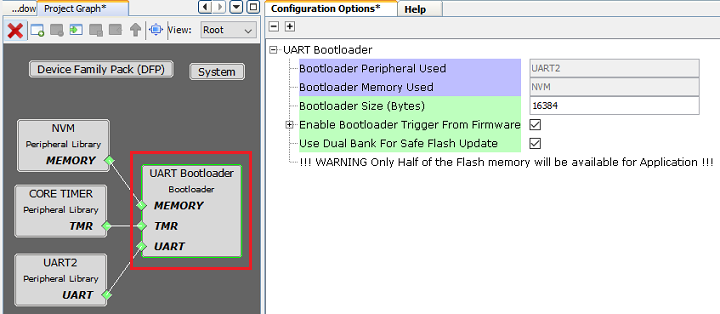 ...dow
Project Graph*
View:
Root
Device Family Pack (DFP)
System
NVM
Peripheral Library
MEMORY
CORE TIMER
Peripheral Library
TMR
UART2
Peripheral Library
UART
UART Bootloader
Bootloader
MEMORY
TMR
UART
Configuration Options*
Help
UART Bootloader
Bootloader Peripheral Used
UART2
Bootloader Memory Used
NVM
Bootloader Size (Bytes)
16384
Enable Bootloader Trigger From Firmware
Use Dual Bank For Safe Flash Update
!!! WARNING Only Half of the Flash memory will be available for Application !!!